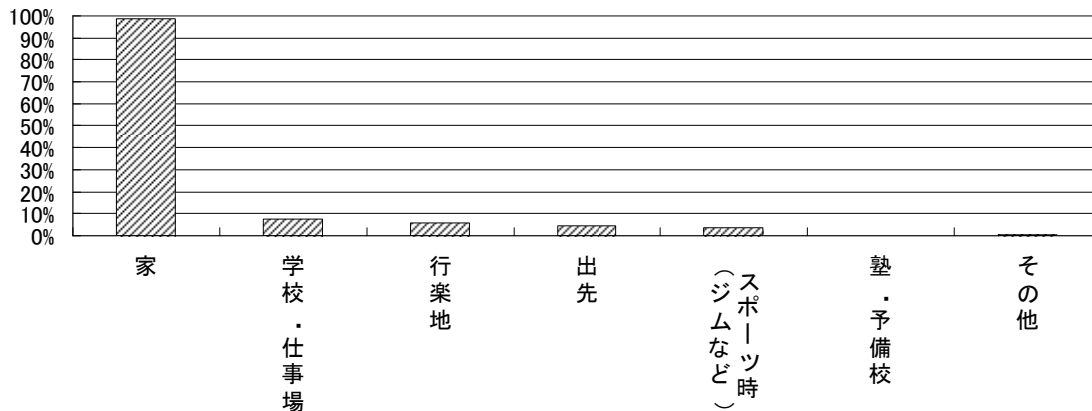 100%
90%
80%
70%
60%
50%
40%
30%
20%
10%
0%
家
学校・仕事場
行楽地
出先
スポーツ時
（ジムなど）
塾・予備校
その他